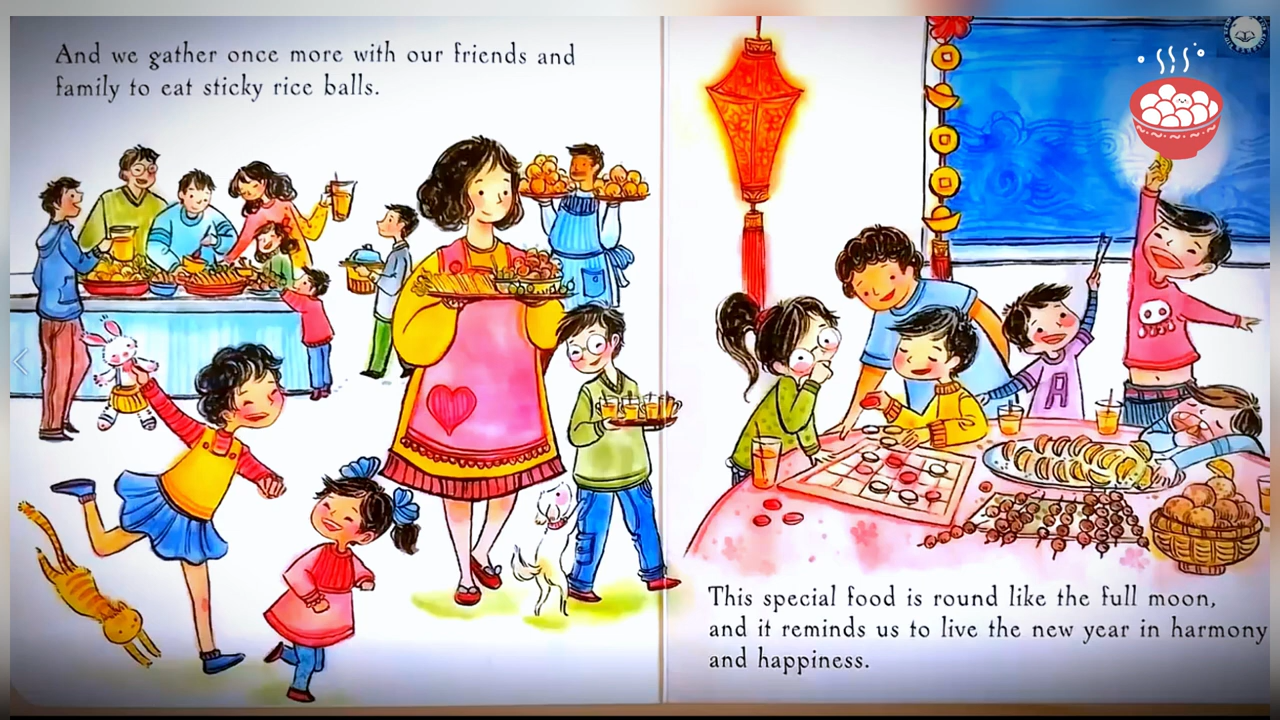 And we gather once more with our friends and
family to eat sticky rice balls.
A
This special food is round like the full moon,
and it reminds us to live the new year in harmony
and happiness.